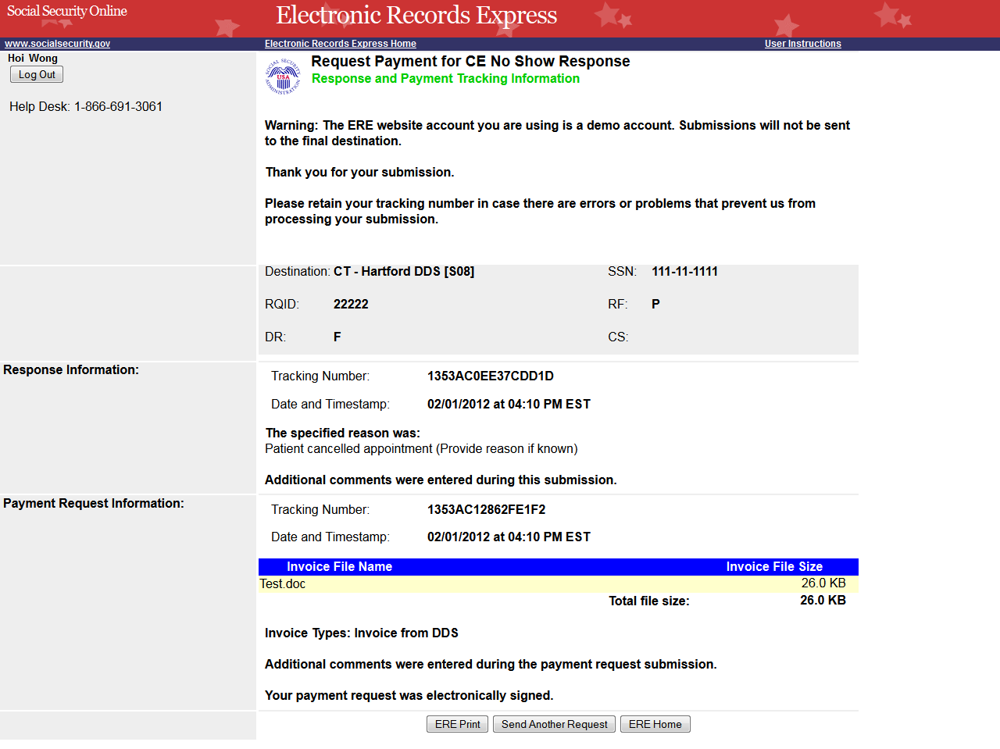 Social Security Online
Electronic Records Express
www.socialsecurity.gov
Electronic Records Express Home
User Instructions
Hoi Wong
Log Out
Help Desk: 1-866-691-3061
SOCIAL SECURITY ADMINISTRATION
USA
Request Payment for CE No Show Response
Response and Payment Tracking Information
Warning: The ERE website account you are using is a demo account. Submissions will not be sent
to the final destination.
Thank you for your submission.
Please retain your tracking number in case there are errors or problems that prevent us from
processing your submission.
Destination: CT - Hartford DDS [S08] SSN: 111-11-1111
RQID: 22222 RF: P
DR: F CS:
Response Information:
Tracking Number: 1353AC0EE37CDD1D
Date and Timestamp: 02/01/2012 at 04:10 PM EST
The specified reason was:
Patient cancelled appointment (Provide reason if known)
Additional comments were entered during this submission.
Payment Request Information:
Tracking Number: 1353AC12862FE1F2
Date and Timestamp: 02/01/2012 at 04:10 PM EST
Invoice File Name Invoice File Size
Test.doc 26.0 KB
Total file size: 26.0 KB
Invoice Types: Invoice from DDS
Additional comments were entered during the payment request submission.
Your payment request was electronically signed.
ERE Print Send Another Request ERE Home